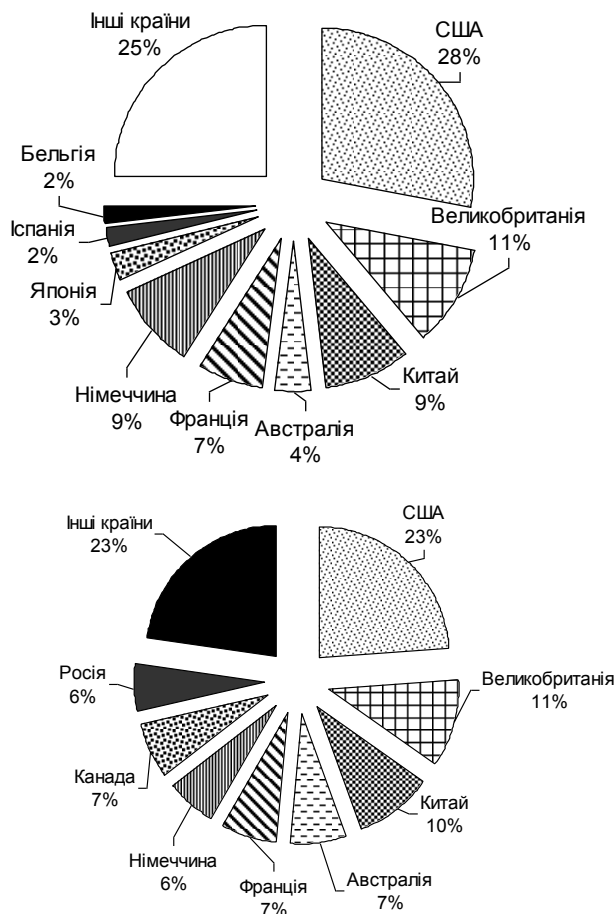 Інші країни
25%
США
28%
Бельгія
2%
Іспанія
2%
Японія
3%
Німеччина
9%
Франція
7%
Австралія
4%
Китай
9%
Великобританія
11%
Інші країни
23%
США
23%
Росія
6%
Канада
7%
Німеччина
6%
Франція
7%
Австралія
7%
Китай
10%
Великобританія
11%